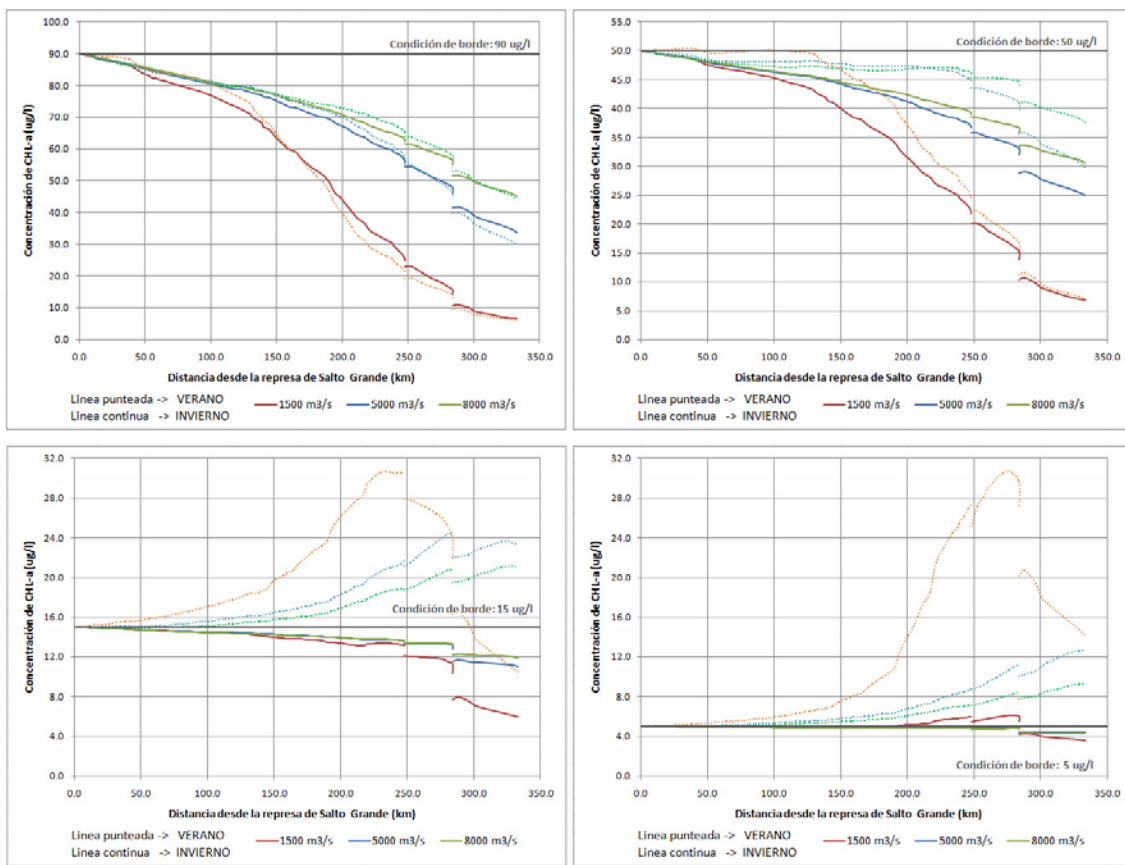 Condición de borde: 90 ug/l
Concentración de CHL-a [ug/l]
100.0
90.0
80.0
70.0
60.0
50.0
40.0
30.0
20.0
10.0
0.0
0.0 50.0 100.0 150.0 200.0 250.0 300.0 350.0
Distancia desde la represa de Salto Grande (km)
Linea punteada -> VERANO
Linea continua -> INVIERNO
1500 m3/s 5000 m3/s 8000 m3/s
Condición de borde: 50 ug/l
Concentración de CHL-a [ug/l]
55.0
50.0
45.0
40.0
35.0
30.0
25.0
20.0
15.0
10.0
5.0
0.0
0.0 50.0 100.0 150.0 200.0 250.0 300.0 350.0
Distancia desde la represa de Salto Grande (km)
Linea punteada -> VERANO
Linea continua -> INVIERNO
1500 m3/s 5000 m3/s 8000 m3/s
Condición de borde: 15 ug/l
Concentración de CHL-a [ug/l]
32.0
28.0
24.0
20.0
16.0
12.0
8.0
4.0
0.0
0.0 50.0 100.0 150.0 200.0 250.0 300.0 350.0
Distancia desde la represa de Salto Grande (km)
Linea punteada -> VERANO
Linea continua -> INVIERNO
1500 m3/s 5000 m3/s 8000 m3/s
Condición de borde: 5 ug/l
Concentración de CHL-a [ug/l]
32.0
28.0
24.0
20.0
16.0
12.0
8.0
4.0
0.0
0.0 50.0 100.0 150.0 200.0 250.0 300.0 350.0
Distancia desde la represa de Salto Grande (km)
Linea punteada -> VERANO
Linea continua -> INVIERNO
1500 m3/s 5000 m3/s 8000 m3/s